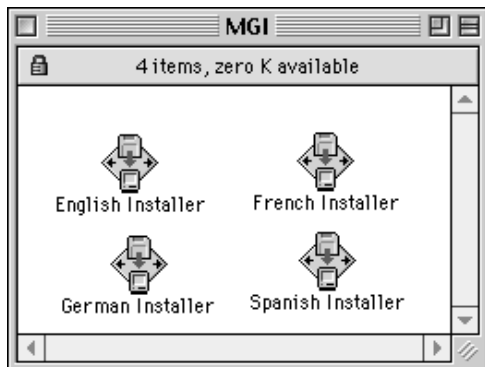 MGI
4 items, zero K available
English Installer
French Installer
German Installer
Spanish Installer